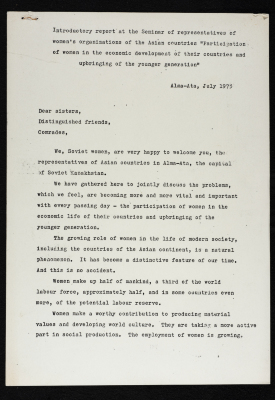 Introductory report at the Seminar of representatives of
women's organizations of the Asian countries "Participation
of women in the economic development of their countries and
upbringing of the younger generation"
Alma-Ata, July 1975
Dear sisters,
Distinguished friends,
Comrades,
We, Soviet women, are very happy to welcome you, the
representatives of Asian countries in Alma-Ata, the capital
of Soviet Kazakhstan.
We have gathered here to jointly discuss the problems,
which we feel, are becoming more and more vital and important
with every passing day - the participation of women in the
economic life of their countries and upbringing of the
younger generation.
The growing role of women in the life of modern society,
including the countries of the Asian continent, is a natural
phenomenon. It has become a distinctive feature of our time.
And this is no accident.
Women make up half of mankind, a third of the world
labour force, approximately half, and in some countries even
more, of the potential labour reserve.
Women make a worthy contribution to producing material
values and developing world culture. They are taking a more active
part in social production. The employment of women is growing.